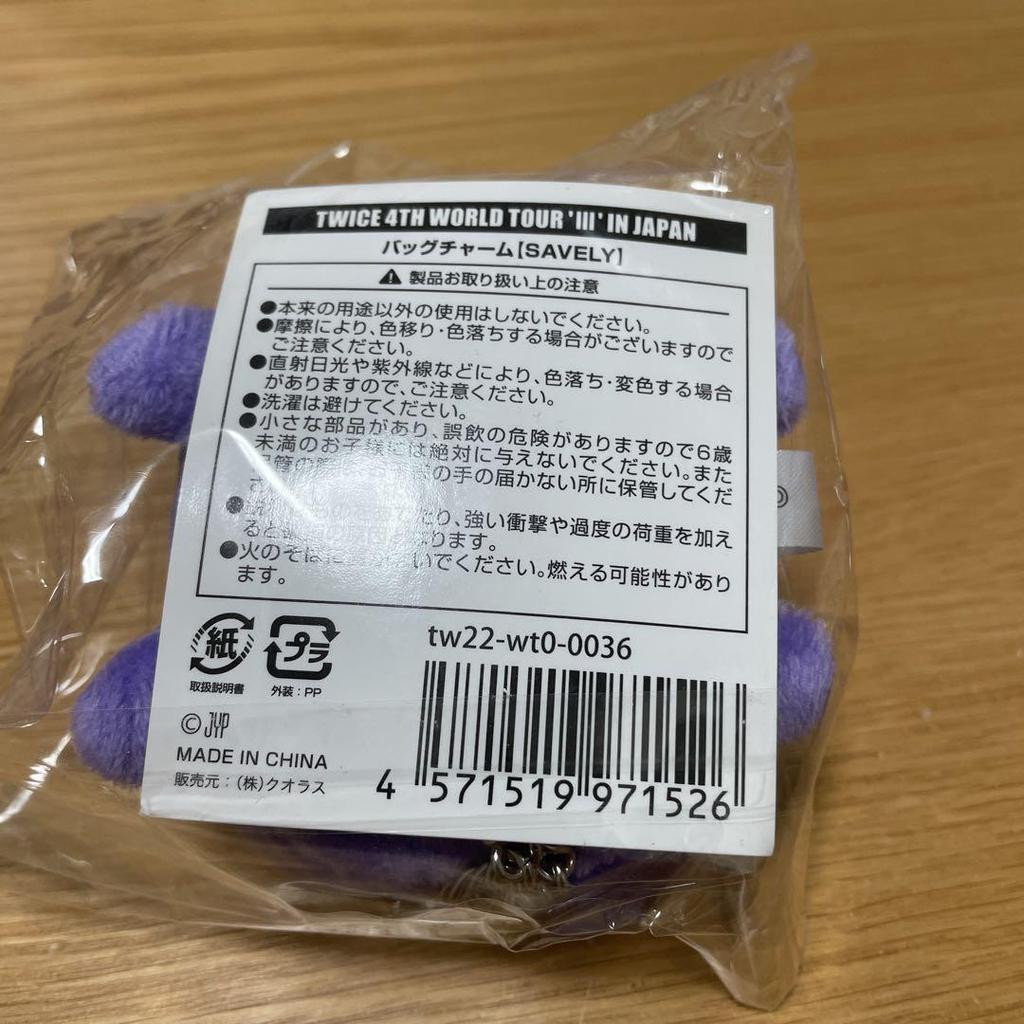 TWICE 4TH WORLD TOUR 'III' IN JAPAN
バッグチャーム【SAVELY】
製品お取り扱い上の注意
●本来の用途以外の使用はしないでください。
●摩擦により、色移り・色落ちする場合がございますので
ご注意ください。
●直射日光や紫外線などにより、色落ち・変色する場合
がありますので、ご注意ください。
●洗濯は避けてください。
●小さな部品があり、誤飲の危険がありますので6歳
未満のお子様には絶対に与えないでください。また
の手の届かない所に保管してくだ
り、強い衝撃や過度の荷重を加え
ると ります。
●火のそばに いでください。燃える可能性があり
ます。
紙
プラ
取扱説明書
外装：PP
tw22-wt0-0036
© JYP
MADE IN CHINA
販売元：(株)クオラス
4 571519 971526